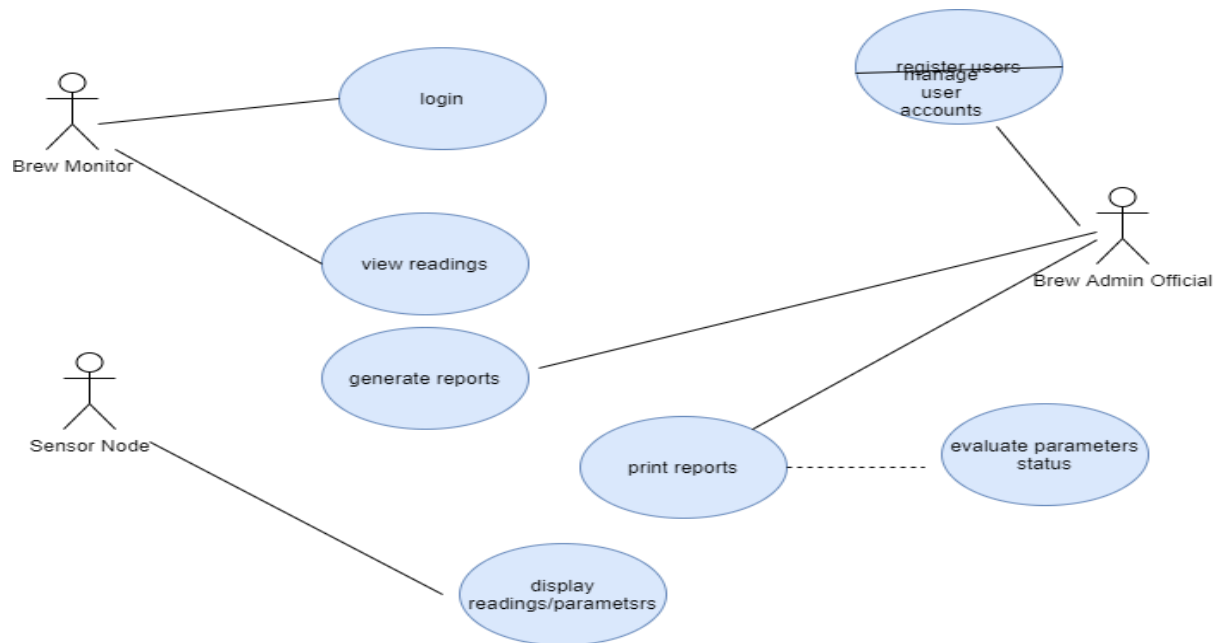 register users
manage
user
accounts
login
Brew Monitor
view readings
Brew Admin Official
generate reports
Sensor Node
print reports
evaluate parameters
status
display
readings/parametsrs